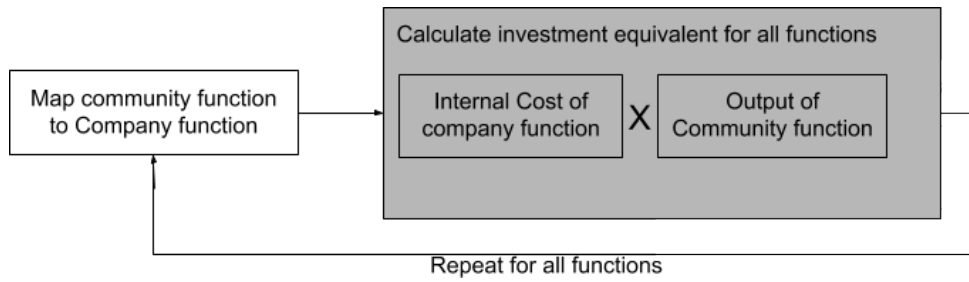 Calculate investment equivalent for all functions
Map community function
to Company function
Internal Cost of
company function
X
Output of
Community function
Repeat for all functions